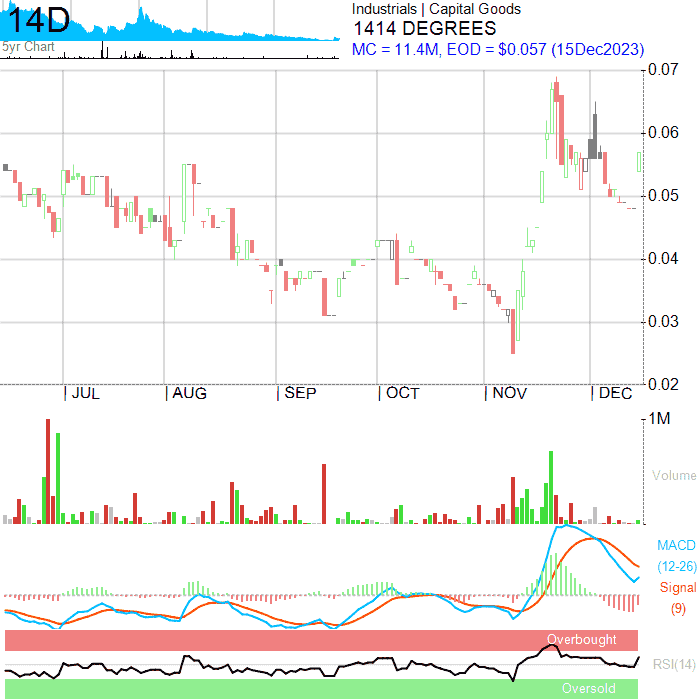 14D
5yr Chart
Industrials | Capital Goods
1414 DEGREES
MC = 11.4M, EOD = $0.057 (15Dec2023)
0.07
0.06
0.05
0.04
0.03
0.02
| JUL | AUG | SEP | OCT | NOV | DEC
1M
Volume
MACD
(12-26)
Signal
(9)
Overbought
RSI(14)
Oversold